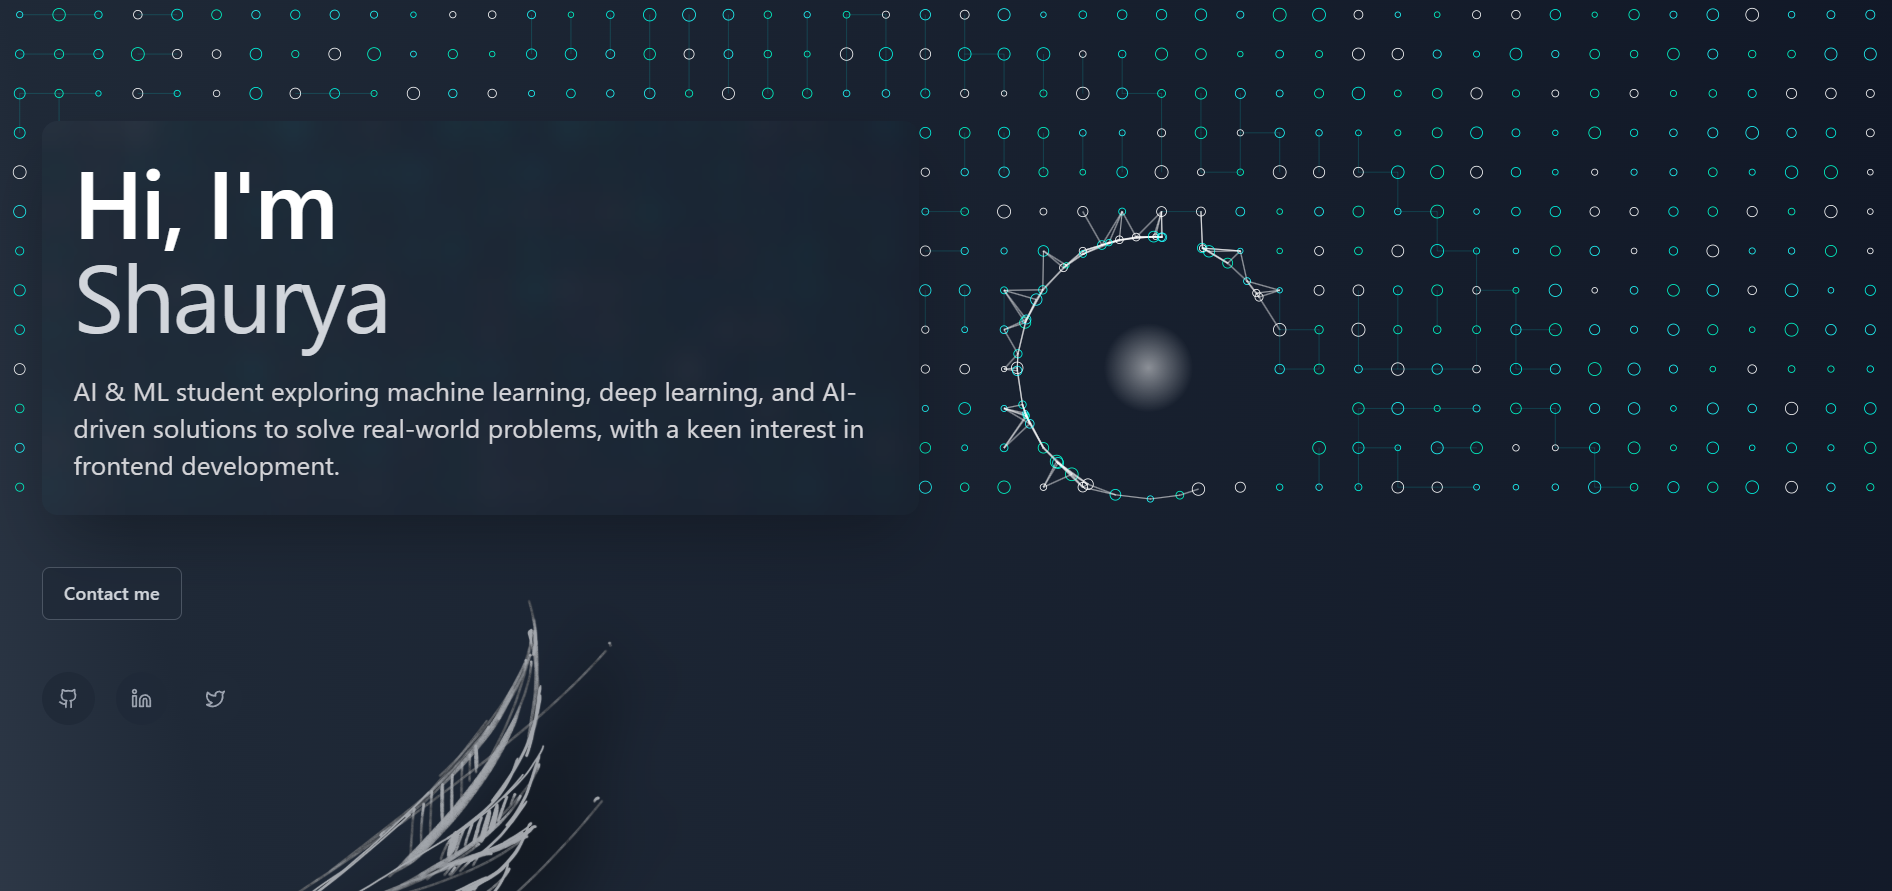 Hi, I'm
Shaurya
AI & ML student exploring machine learning, deep learning, and AI-
driven solutions to solve real-world problems, with a keen interest in
frontend development.
Contact me